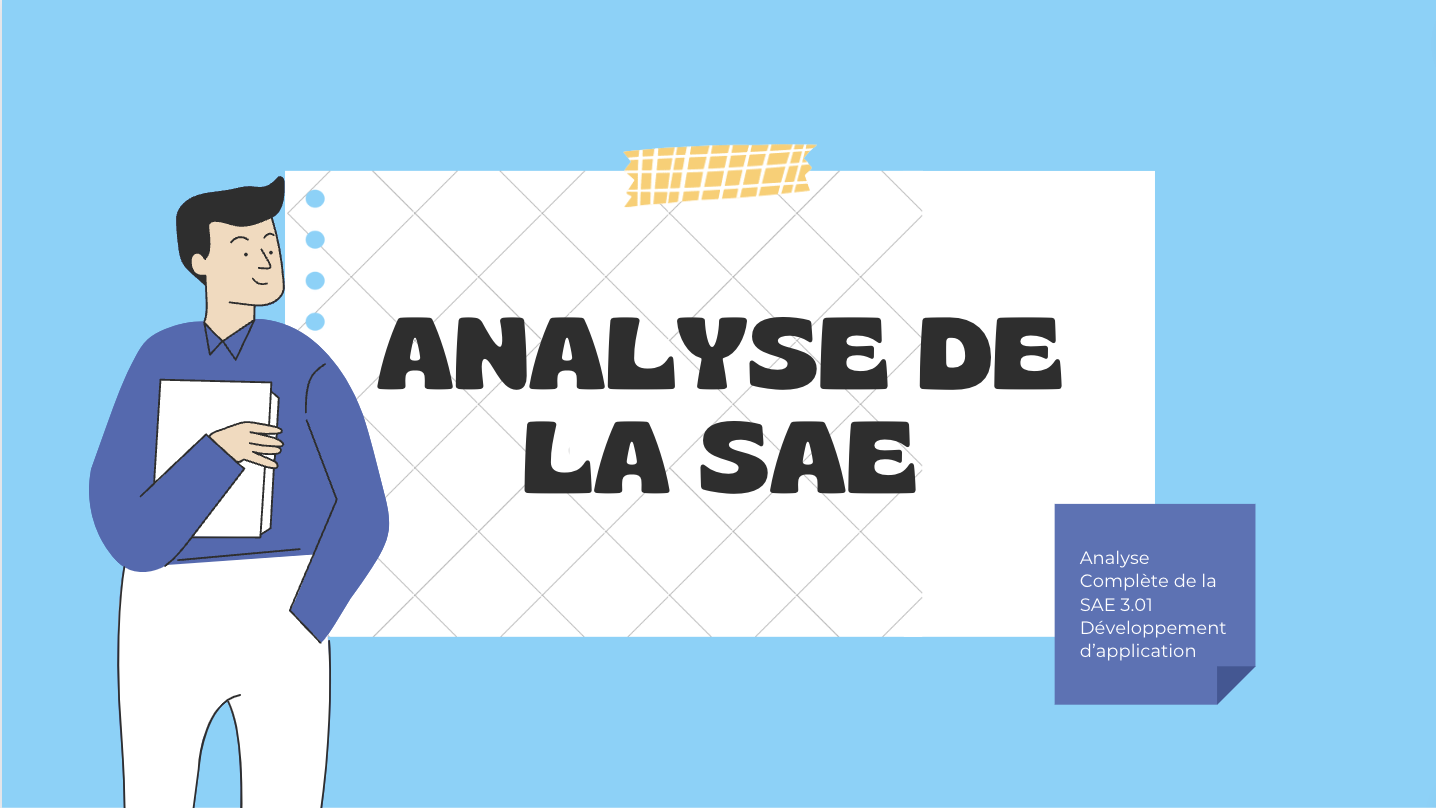 ANALYSE DE
LA SAE
Analyse
Complète de la
SAE 3.01
Développement
d'application